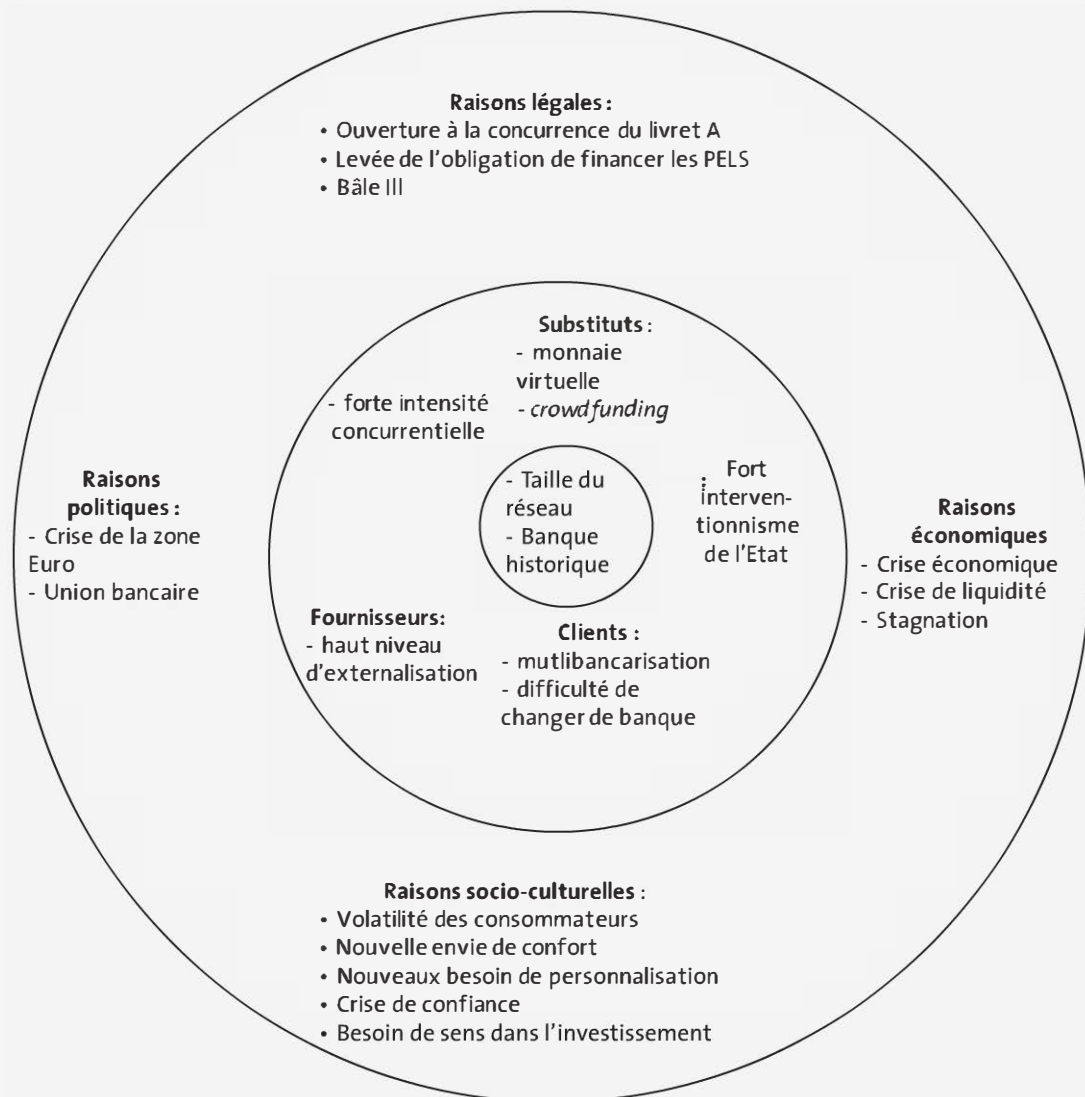 Raisons légales :
• Ouverture à la concurrence du livret A
• Levée de l'obligation de financer les PELS
• Bâle III
Substituts :
- monnaie
virtuelle
- crowdfunding
- forte intensité
concurrentielle
- Taille du
réseau
- Banque
historique
: Fort
interven-
tionnisme
de l'Etat
Raisons
politiques :
- Crise de la zone
Euro
- Union bancaire
Raisons
économiques
- Crise économique
- Crise de liquidité
- Stagnation
Fournisseurs:
- haut niveau
d'externalisation
Clients :
- mutlibancarisation
- difficulté de
changer de banque
Raisons socio-culturelles :
• Volatilité des consommateurs
• Nouvelle envie de confort
• Nouveaux besoin de personnalisation
• Crise de confiance
• Besoin de sens dans l'investissement